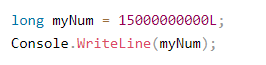 long myNum = 15000000000L;
Console.WriteLine(myNum);